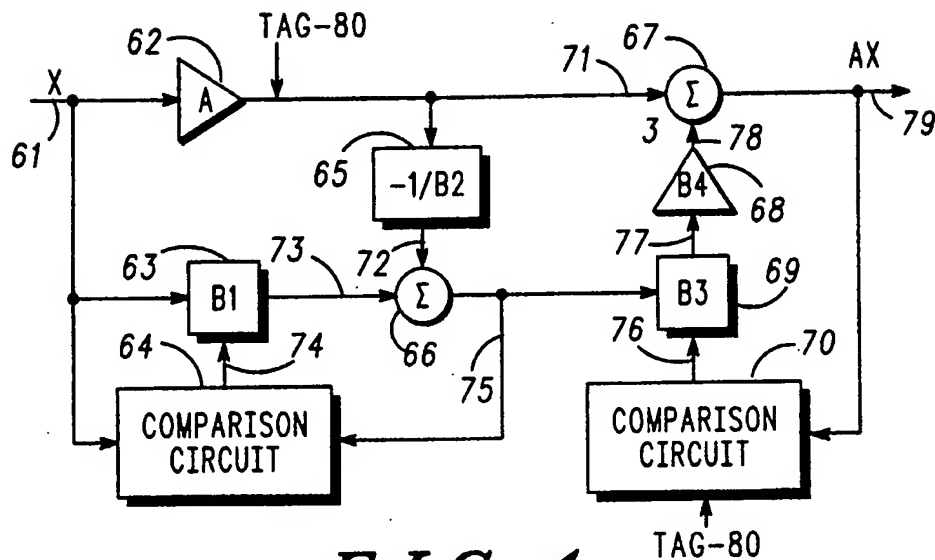 62
TAG-80
67
X
A
71
Σ
AX
61
3
78
79
65
-1/B2
B4
68
72
77
63
73
B1
Σ
B3
69
64
74
66
75
76
70
COMPARISON
CIRCUIT
COMPARISON
CIRCUIT
TAG-80